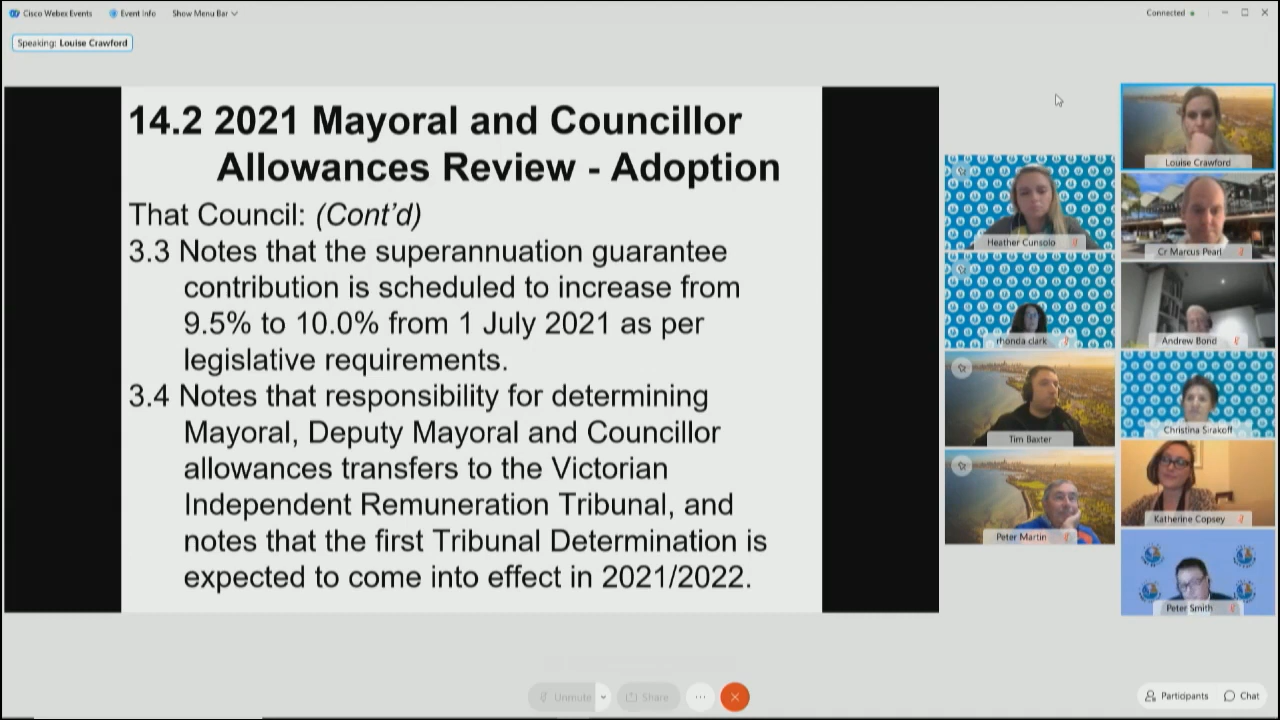 Cisco Webex Events
Event Info
Show Menu Bar
Connected
Speaking: Louise Crawford
14.2 2021 Mayoral and Councillor
Allowances Review - Adoption
That Council: (Cont'd)
3.3 Notes that the superannuation guarantee
contribution is scheduled to increase from
9.5% to 10.0% from 1 July 2021 as per
legislative requirements.
3.4 Notes that responsibility for determining
Mayoral, Deputy Mayoral and Councillor
allowances transfers to the Victorian
Independent Remuneration Tribunal, and
notes that the first Tribunal Determination is
expected to come into effect in 2021/2022.
Heather Cunsolo
rhonda clark
Tim Baxter
Peter Martin
Louise Crawford
Cr Marcus Pearl
Andrew Bond
Christina Sirakoff
Katherine Copsey
Peter Smith
Unmute
Share
Participants
Chat